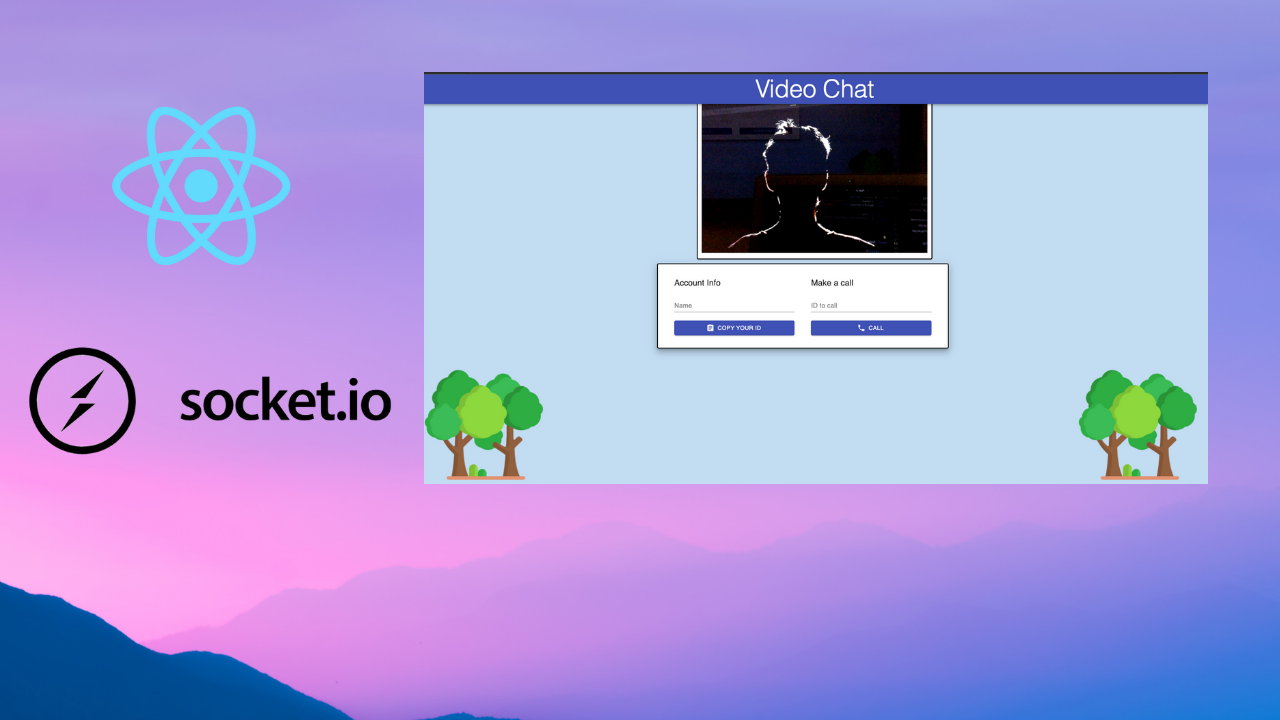 Video Chat
Account Info
Name
COPY YOUR ID
Make a call
ID to call
CALL
socket.io